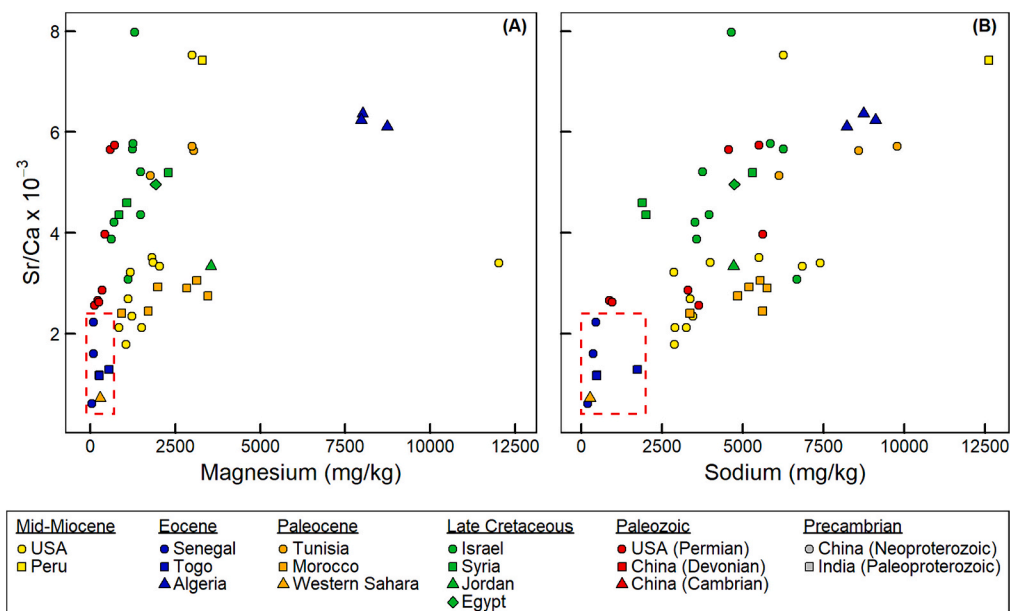 (A)
(B)
8
6
4
2
Sr/Ca x 10⁻³
0 2500 5000 7500 10000 12500
0 2500 5000 7500 10000 12500
Magnesium (mg/kg)
Sodium (mg/kg)
Mid-Miocene Eocene Paleocene Late Cretaceous Paleozoic Precambrian
USA Senegal Tunisia Israel USA (Permian) China (Neoproterozoic)
Peru Togo Morocco Syria China (Devonian) India (Paleoproterozoic)
Algeria Western Sahara Jordan China (Cambrian)
Egypt